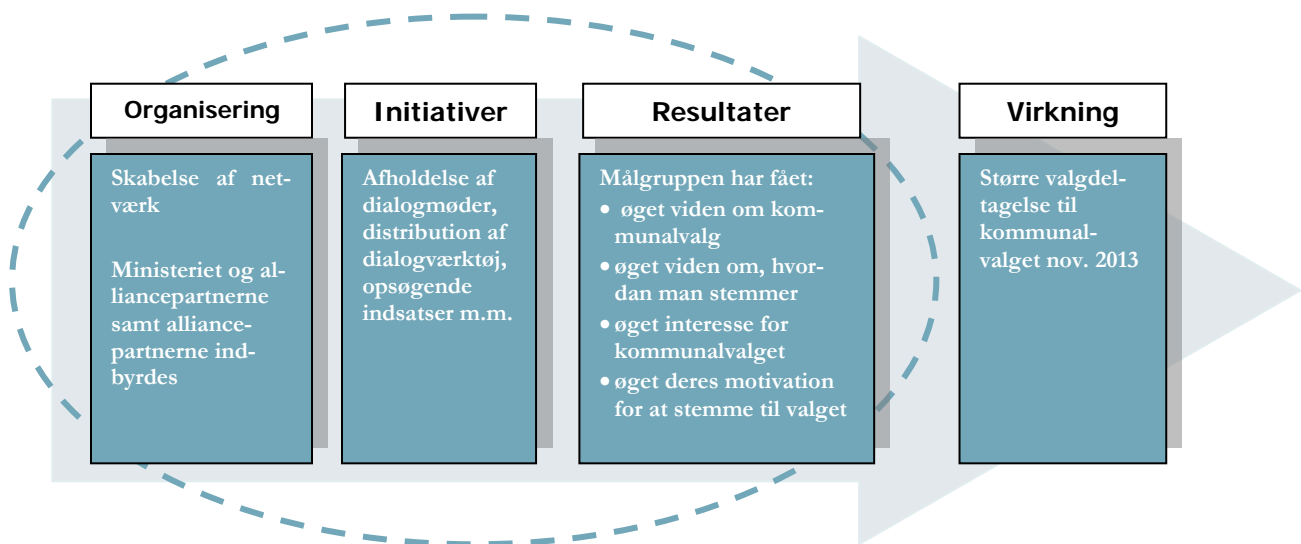 Organisering
Skabelse af net-
værk
Ministeriet og al-
liancepartnerne
samt alliance-
partnerne ind-
byrdes
Initiativer
Afholdelse af
dialogmøder,
distribution af
dialogværktøj,
opsøgende
indsatser m.m.
Resultater
Målgruppen har fået:
• øget viden om kom-
munalvalg
• øget viden om, hvor-
dan man stemmer
• øget interesse for
kommunalvalget
• øget deres motivation
for at stemme til valget
Virkning
Større valgdel-
tagelse til
kommunal-
valget nov. 2013